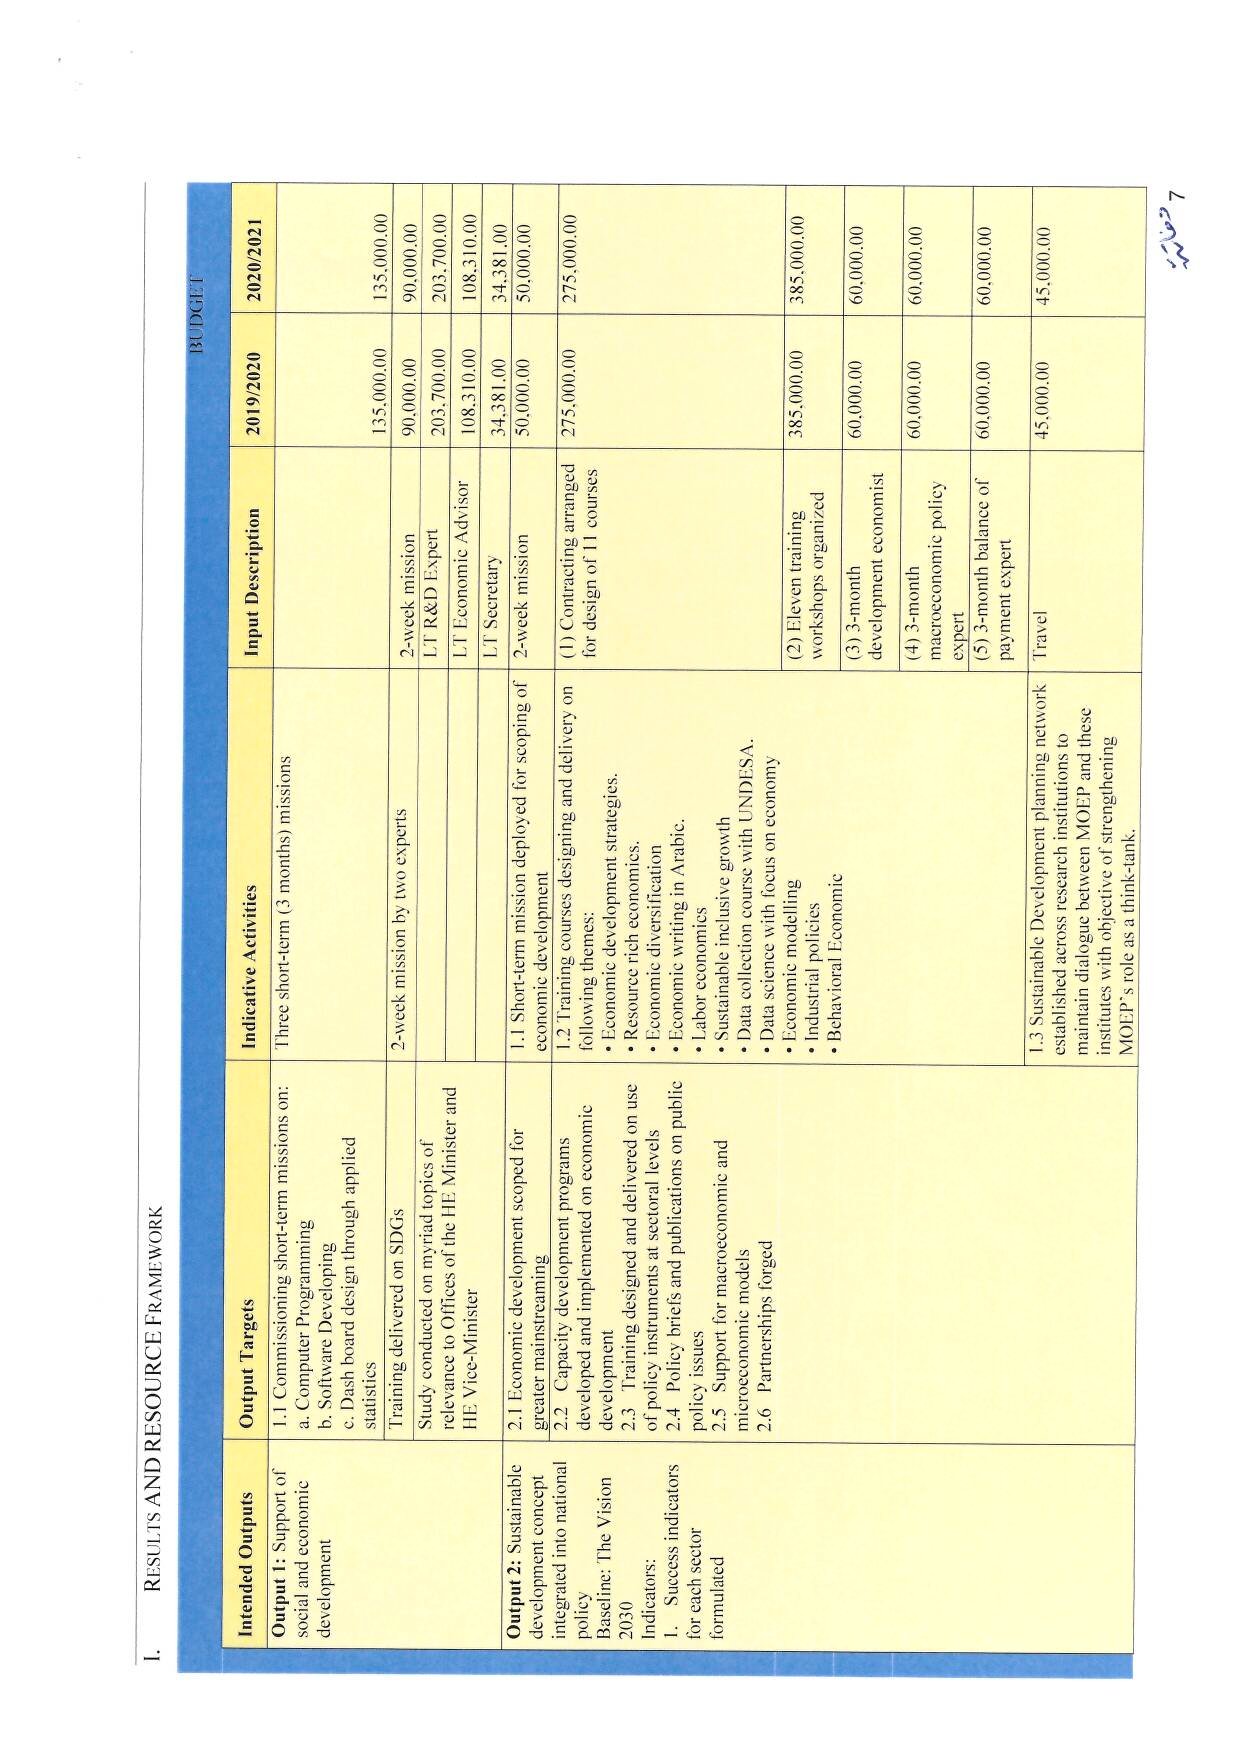 I. RESULTS AND RESOURCE FRAMEWORK
BUDGET
Intended Outputs
Output Targets
Indicative Activities
Input Description
2019/2020
2020/2021
Output 1: Support of
social and economic
development
1.1 Commissioning short-term missions on:
a. Computer Programming
b. Software Developing
c. Dash board design through applied
statistics
Three short-term (3 months) missions
135,000.00
135,000.00
Training delivered on SDGs
2-week mission by two experts
2-week mission
90,000.00
90,000.00
Study conducted on myriad topics of
relevance to Offices of the HE Minister and
HE Vice-Minister
LT R&D Expert
203,700.00
203,700.00
LT Economic Advisor
108,310.00
108,310.00
LT Secretary
34,381.00
34,381.00
Output 2: Sustainable
development concept
integrated into national
policy
Baseline: The Vision
2030
Indicators:
1. Success indicators
for each sector
formulated
2.1 Economic development scoped for
greater mainstreaming
1.1 Short-term mission deployed for scoping of
economic development
2-week mission
50,000.00
50,000.00
2.2 Capacity development programs
developed and implemented on economic
development
2.3 Training designed and delivered on use
of policy instruments at sectoral levels
2.4 Policy briefs and publications on public
policy issues
2.5 Support for macroeconomic and
microeconomic models
2.6 Partnerships forged
1.2 Training courses designing and delivery on
following themes:
• Economic development strategies.
• Resource rich economics.
• Economic diversification
• Economic writing in Arabic.
• Labor economics
• Sustainable inclusive growth
• Data collection course with UNDESA.
• Data science with focus on economy
• Economic modelling
• Industrial policies
• Behavioral Economic
(1) Contracting arranged
for design of 11 courses
275,000.00
275,000.00
(2) Eleven training
workshops organized
385,000.00
385,000.00
(3) 3-month
development economist
60,000.00
60,000.00
(4) 3-month
macroeconomic policy
expert
60,000.00
60,000.00
(5) 3-month balance of
payment expert
60,000.00
60,000.00
1.3 Sustainable Development planning network
established across research institutions to
maintain dialogue between MOEP and these
institutes with objective of strengthening
MOEP's role as a think-tank.
Travel
45,000.00
45,000.00
7